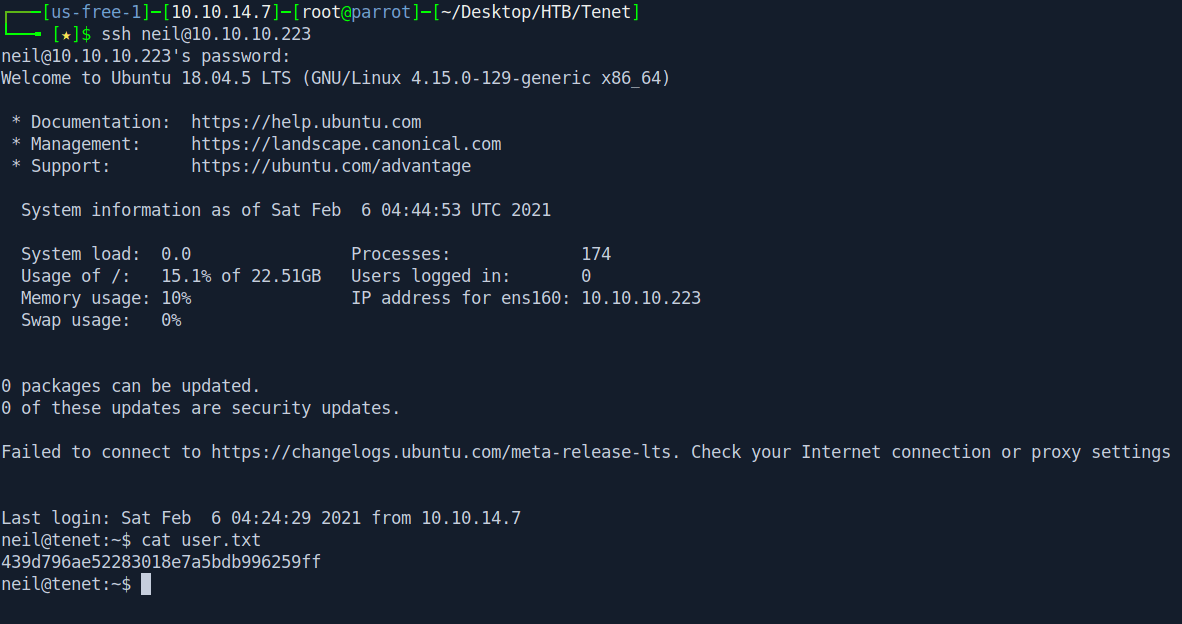 ┌──[us-free-1]─[10.10.14.7]─[root@parrot]─[~/Desktop/HTB/Tenet]
└──╼ [★]$ ssh neil@10.10.10.223
neil@10.10.10.223's password:
Welcome to Ubuntu 18.04.5 LTS (GNU/Linux 4.15.0-129-generic x86_64)
 * Documentation:  https://help.ubuntu.com
 * Management:     https://landscape.canonical.com
 * Support:        https://ubuntu.com/advantage
  System information as of Sat Feb  6 04:44:53 UTC 2021
  System load:  0.0                Processes:             174
  Usage of /:   15.1% of 22.51GB   Users logged in:       0
  Memory usage: 10%                IP address for ens160: 10.10.10.223
  Swap usage:   0%
0 packages can be updated.
0 of these updates are security updates.
Failed to connect to https://changelogs.ubuntu.com/meta-release-lts. Check your Internet connection or proxy settings
Last login: Sat Feb  6 04:24:29 2021 from 10.10.14.7
neil@tenet:~$ cat user.txt
439d796ae52283018e7a5bdb996259ff
neil@tenet:~$